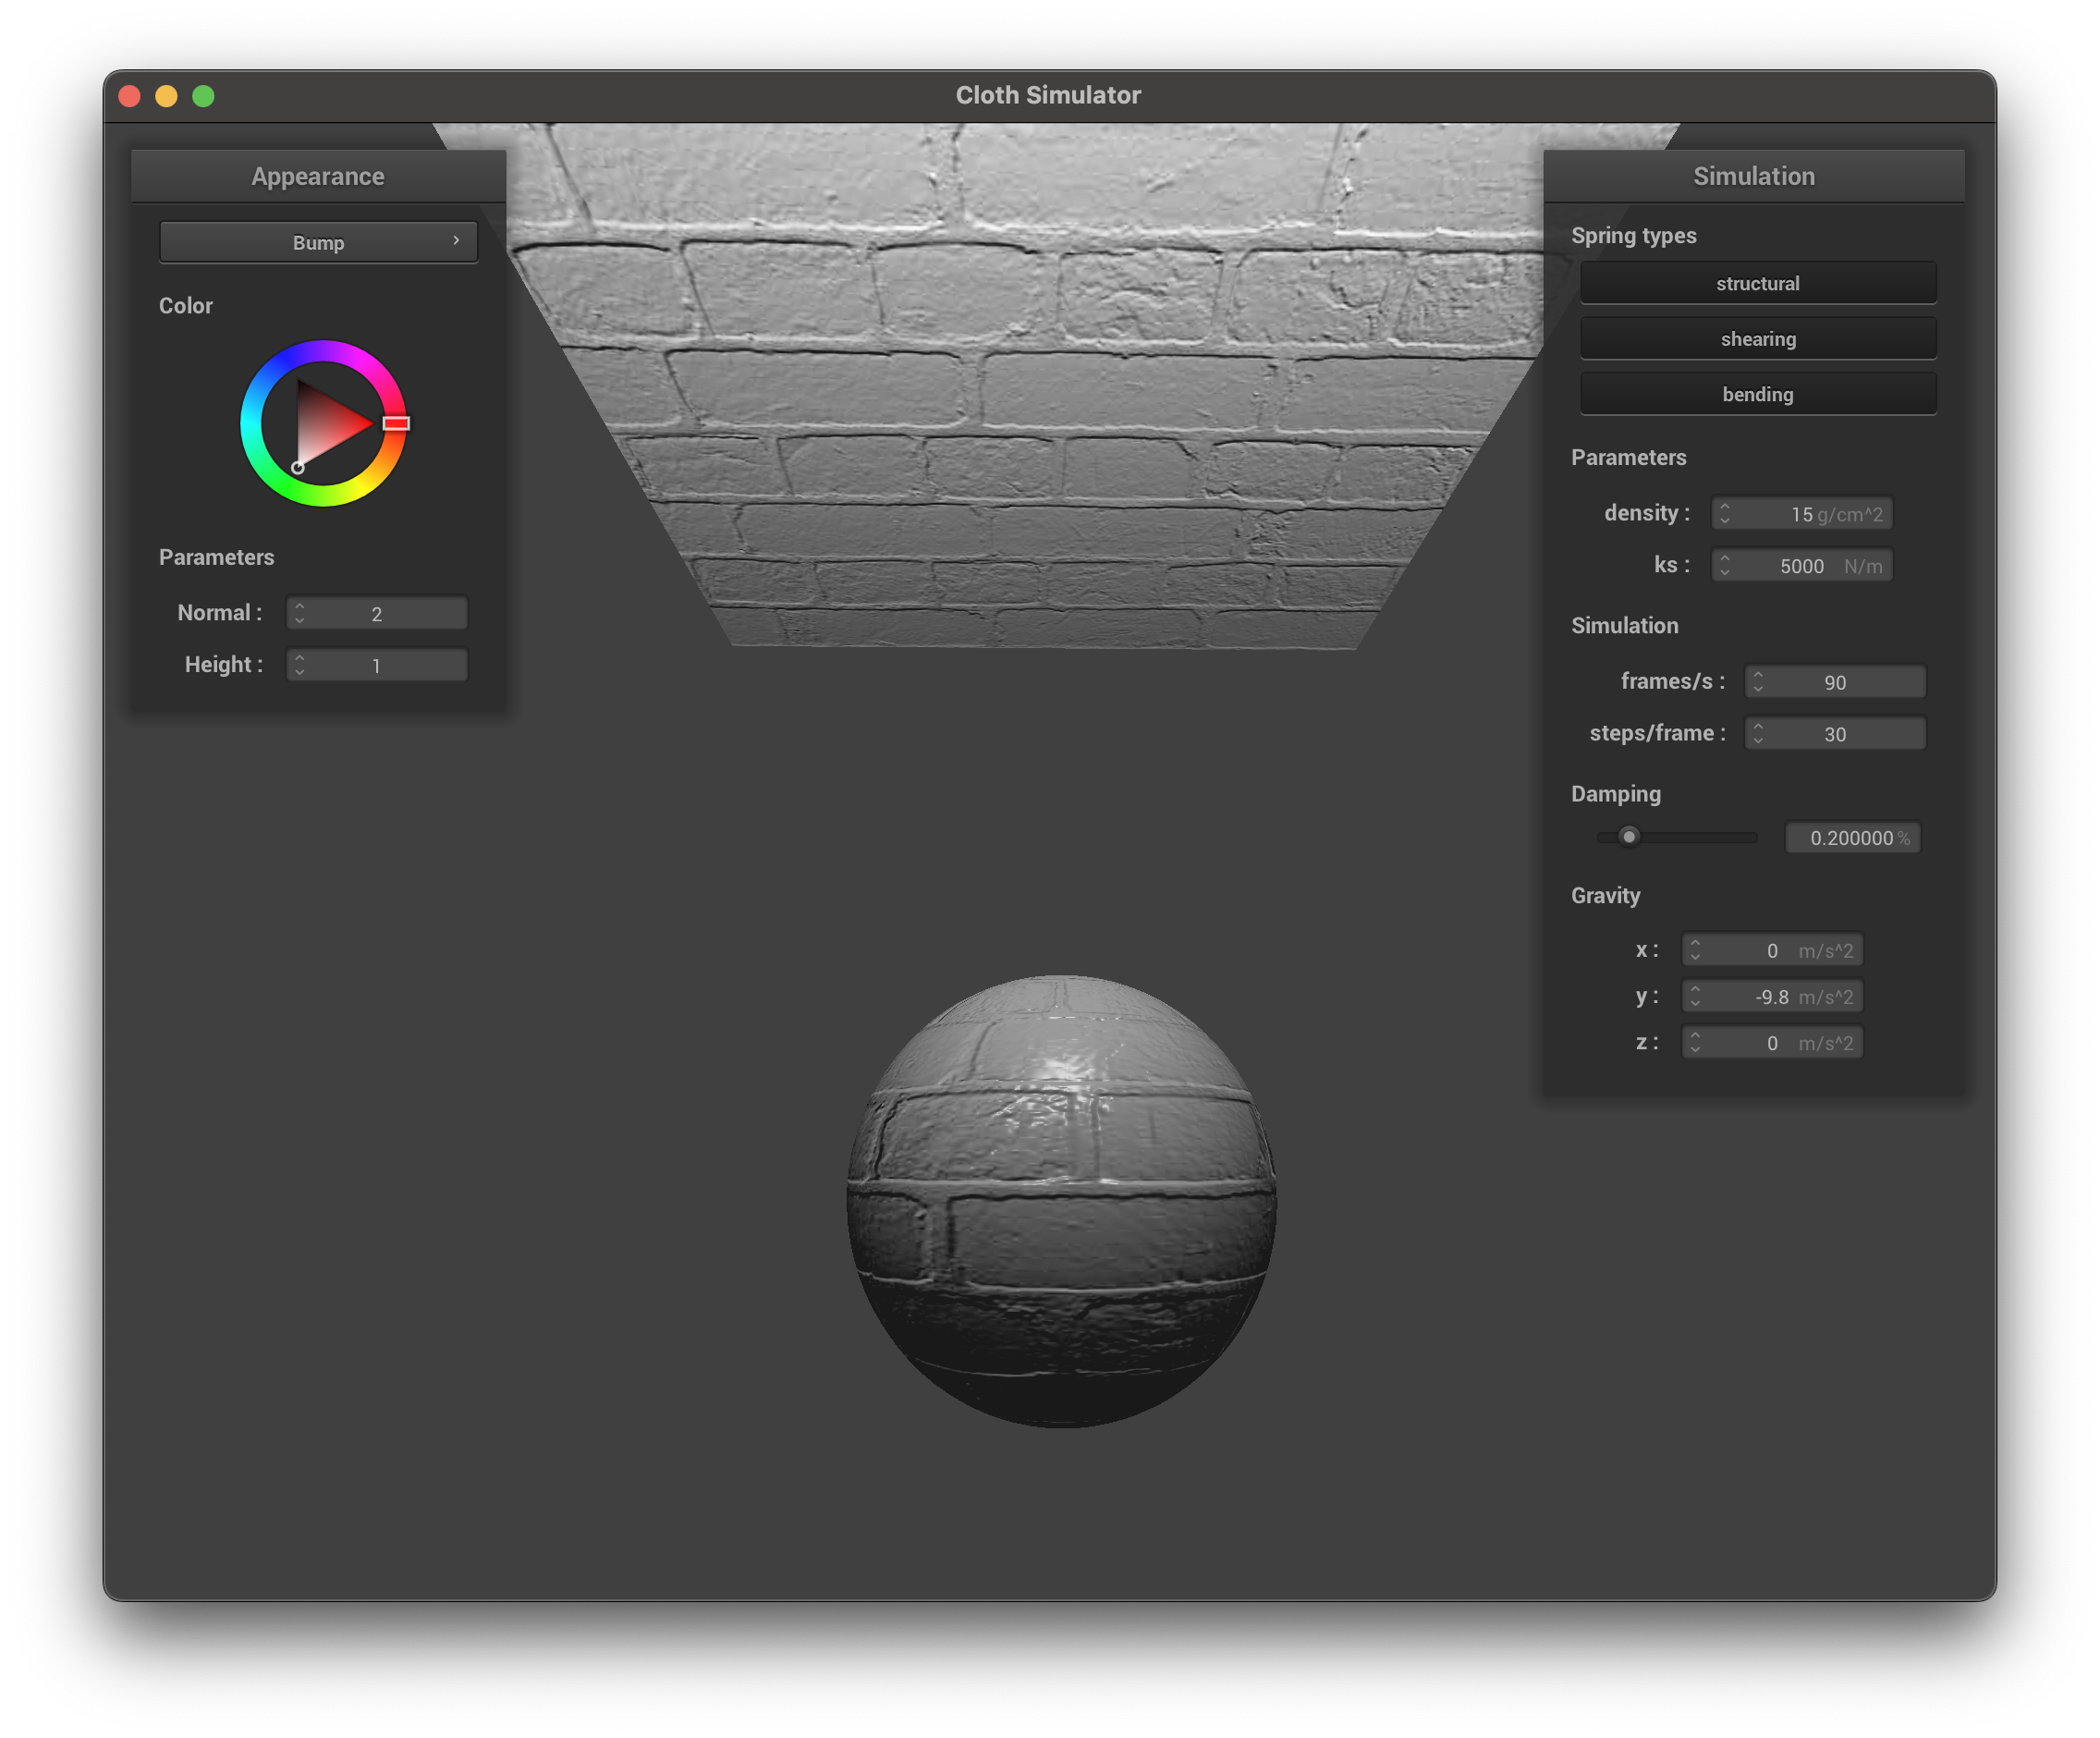 Cloth Simulator
Appearance
Bump
Color
Parameters
Normal : 2
Height : 1
Simulation
Spring types
structural
shearing
bending
Parameters
density : 15 g/cm^2
ks : 5000 N/m
Simulation
frames/s : 90
steps/frame : 30
Damping
0.200000 %
Gravity
x : 0 m/s^2
y : -9.8 m/s^2
z : 0 m/s^2